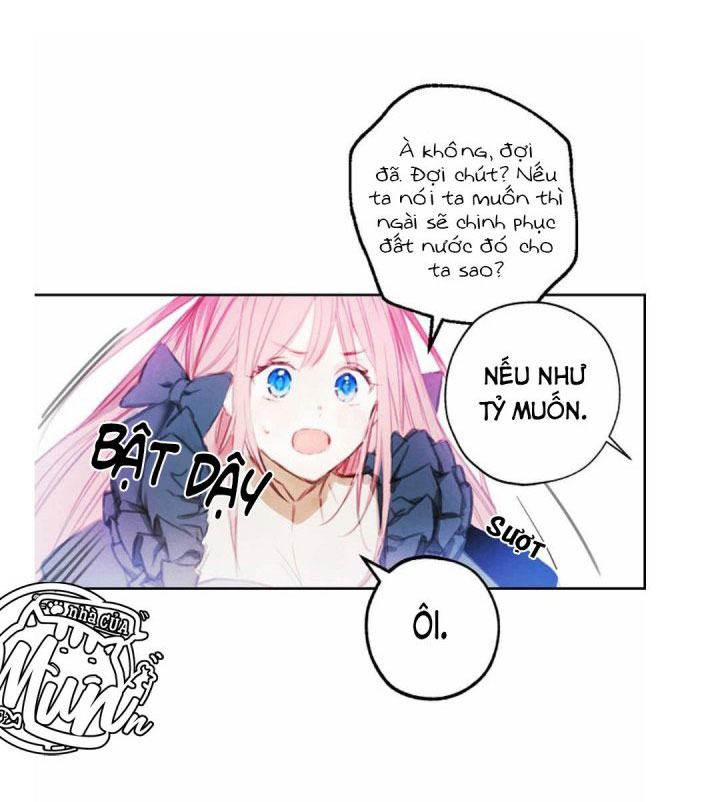 À không, đợi
đã. Đợi chút? Nếu
ta nói ta muốn thì
ngài sẽ chinh phục
đất nước đó cho
ta sao?
NẾU NHƯ
TỶ MUỐN.
BẬT DẬY
SƯỢT
ÔI.
nhà CỦA
Mun